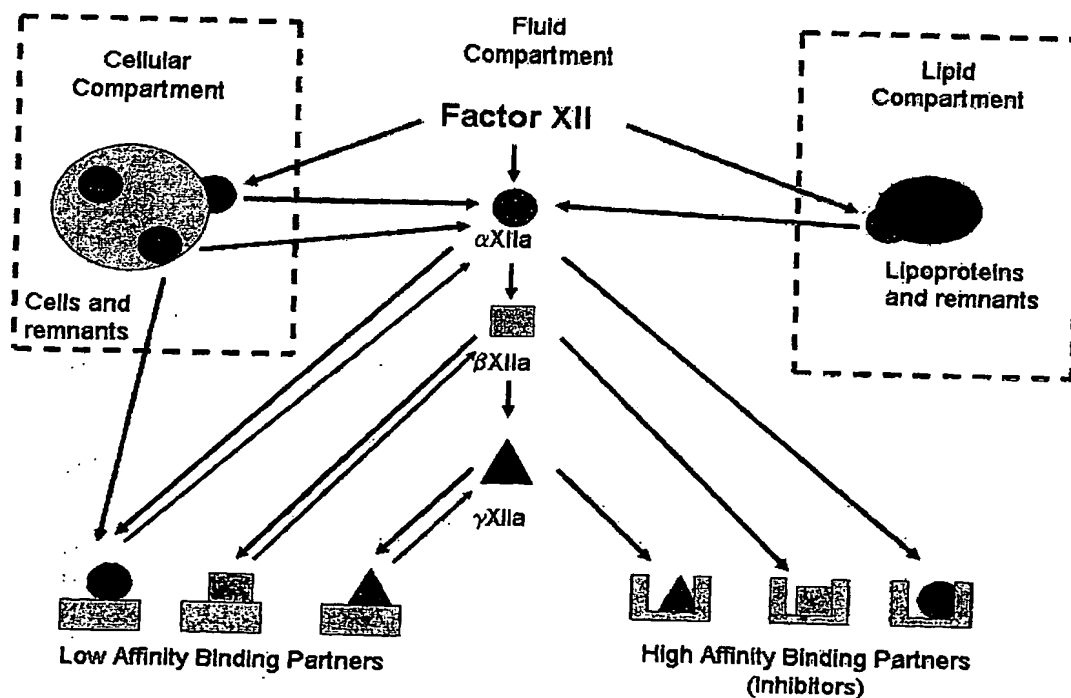 Cellular
Compartment
Fluid
Compartment
Lipid
Compartment
Factor XII
αXIIa
Cells and
remnants
Lipoproteins
and remnants
βXIIa
γXIIa
Low Affinity Binding Partners
High Affinity Binding Partners
(Inhibitors)